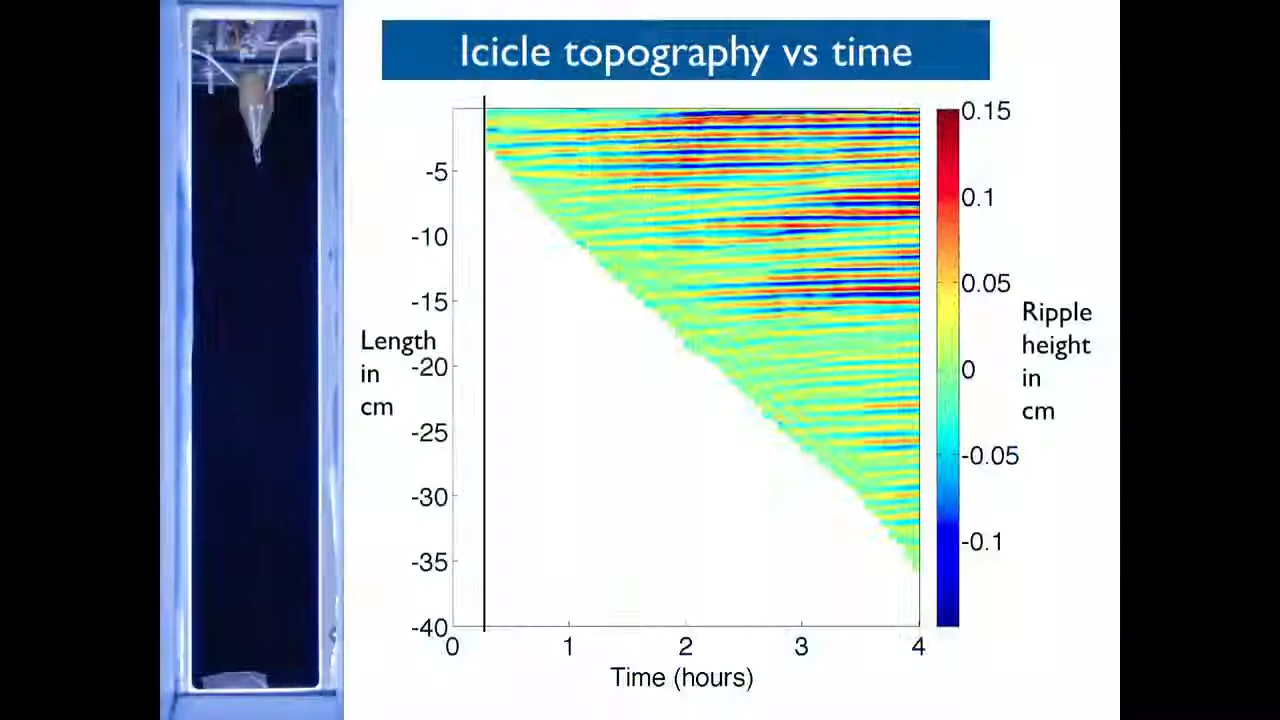 Icicle topography vs time
-5
-10
-15
-20
-25
-30
-35
-40
Length
in
cm
0 1 2 3 4
Time (hours)
0.15
0.1
0.05
0
-0.05
-0.1
Ripple
height
in
cm